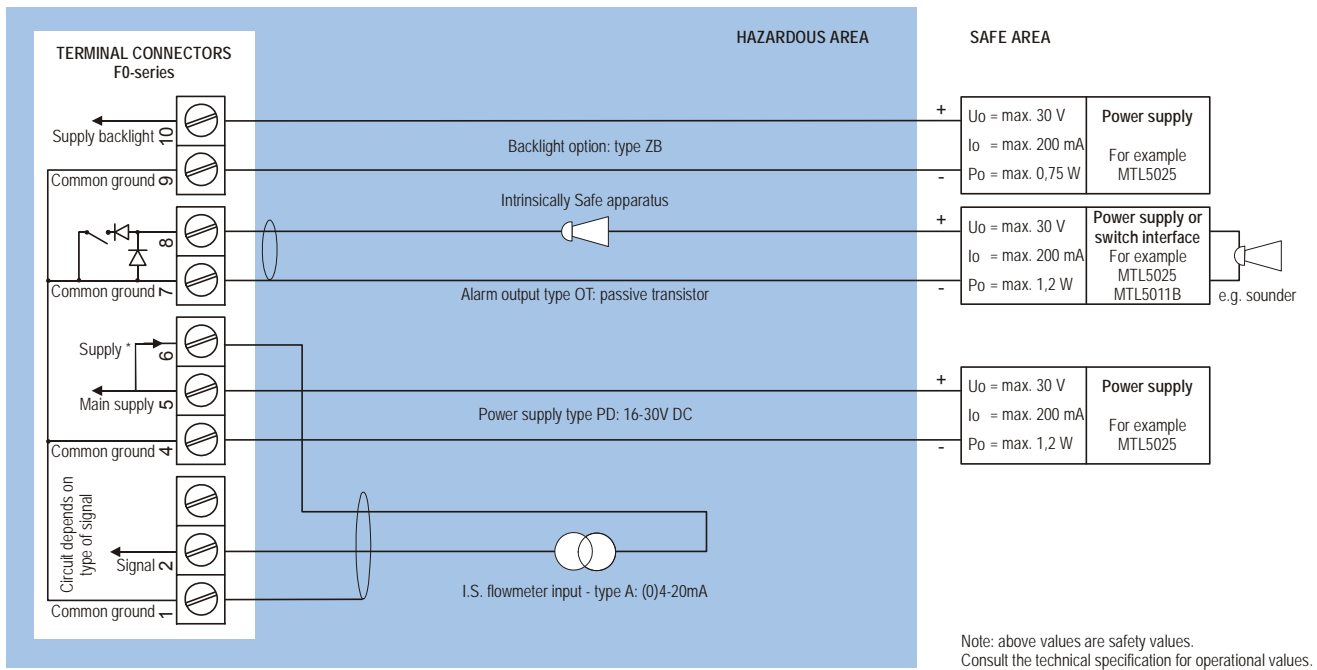 HAZARDOUS AREA
SAFE AREA
TERMINAL CONNECTORS
F0-series
Supply backlight
10
Common ground
9
8
Common ground
7
Supply *
6
Main supply
5
Common ground
4
Circuit depends on
type of signal
Signal
2
Common ground
1
Backlight option: type ZB
Intrinsically Safe apparatus
Alarm output type OT: passive transistor
Power supply type PD: 16-30V DC
I.S. flowmeter input - type A: (0)4-20mA
+
-
Uo = max. 30 V
Io = max. 200 mA
Po = max. 0,75 W
Power supply
For example
MTL5025
+
-
Uo = max. 30 V
Io = max. 200 mA
Po = max. 1,2 W
Power supply or
switch interface
For example
MTL5025
MTL5011B
e.g. sounder
+
-
Uo = max. 30 V
Io = max. 200 mA
Po = max. 1,2 W
Power supply
For example
MTL5025
Note: above values are safety values.
Consult the technical specification for operational values.